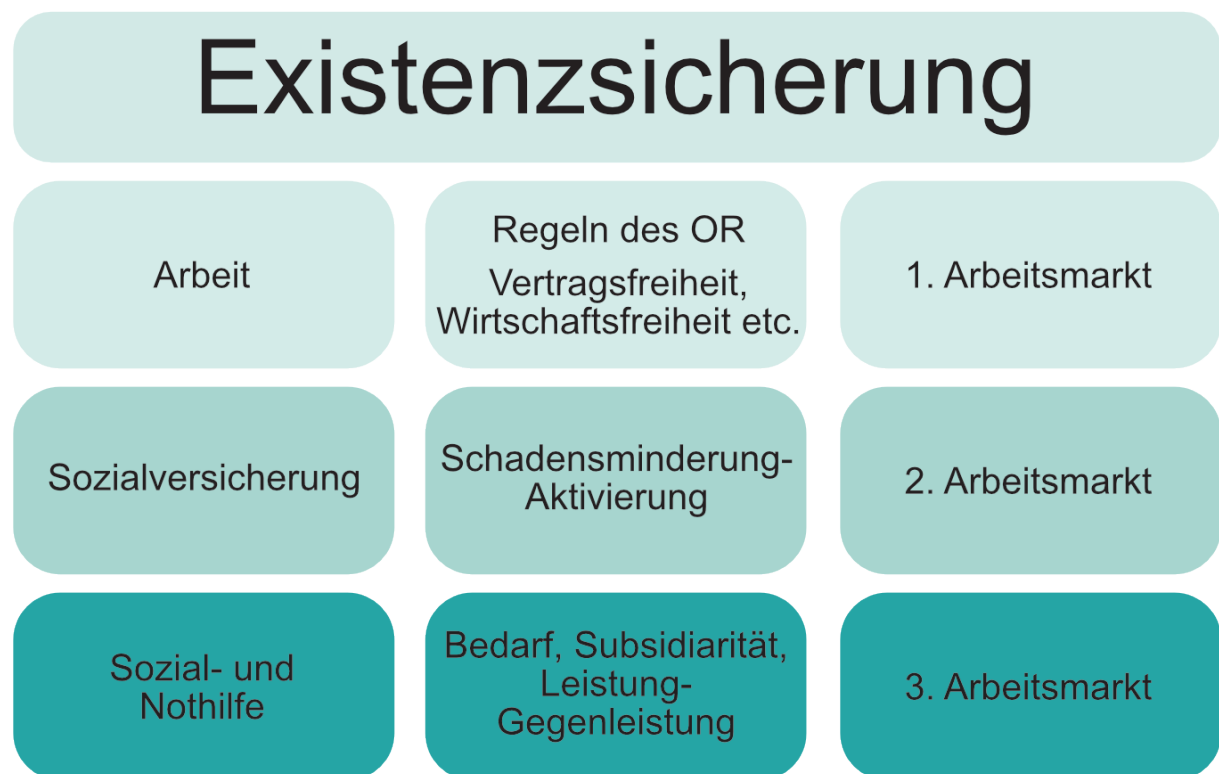 Existenzsicherung
Arbeit
Regeln des OR
Vertragsfreiheit,
Wirtschaftsfreiheit etc.
1. Arbeitsmarkt
Sozialversicherung
Schadensminderung-
Aktivierung
2. Arbeitsmarkt
Sozial- und
Nothilfe
Bedarf, Subsidiarität,
Leistung-
Gegenleistung
3. Arbeitsmarkt